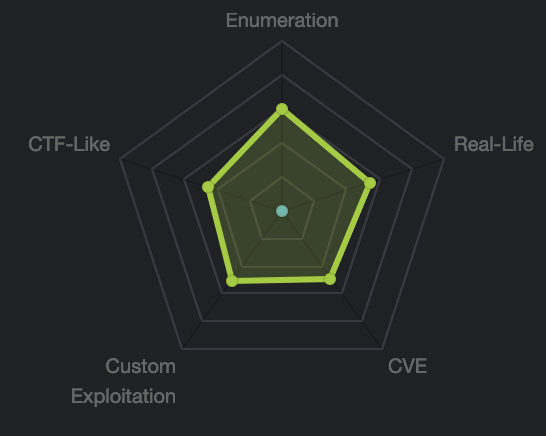 Enumeration
CTF-Like
Real-Life
Custom
Exploitation
CVE